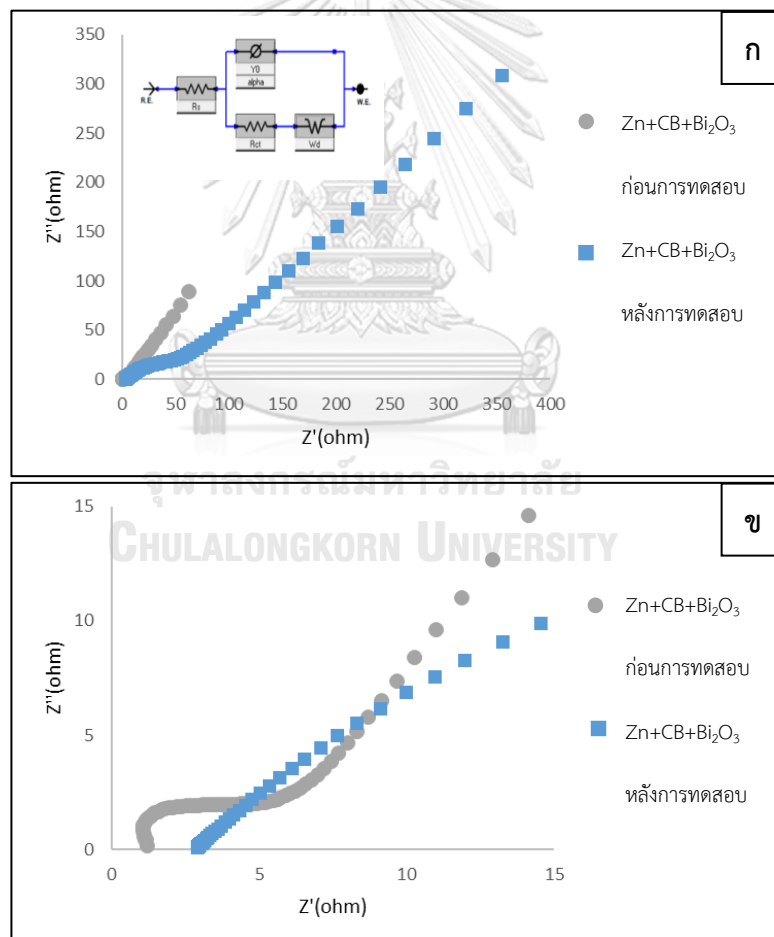 ก
350
300
250
200
150
100
50
0
Z''(ohm)
0 50 100 150 200 250 300 350 400
Z'(ohm)
R.E.
Rs
Y0
alpha
Rct
Wd
W.E.
Zn+CB+Bi₂O₃
ก่อนการทดสอบ
Zn+CB+Bi₂O₃
หลังการทดสอบ
จุฬาลงกรณ์มหาวิทยาลัย
CHULALONGKORN UNIVERSITY
ข
15
10
5
0
Z''(ohm)
0 5 10 15
Z'(ohm)
Zn+CB+Bi₂O₃
ก่อนการทดสอบ
Zn+CB+Bi₂O₃
หลังการทดสอบ